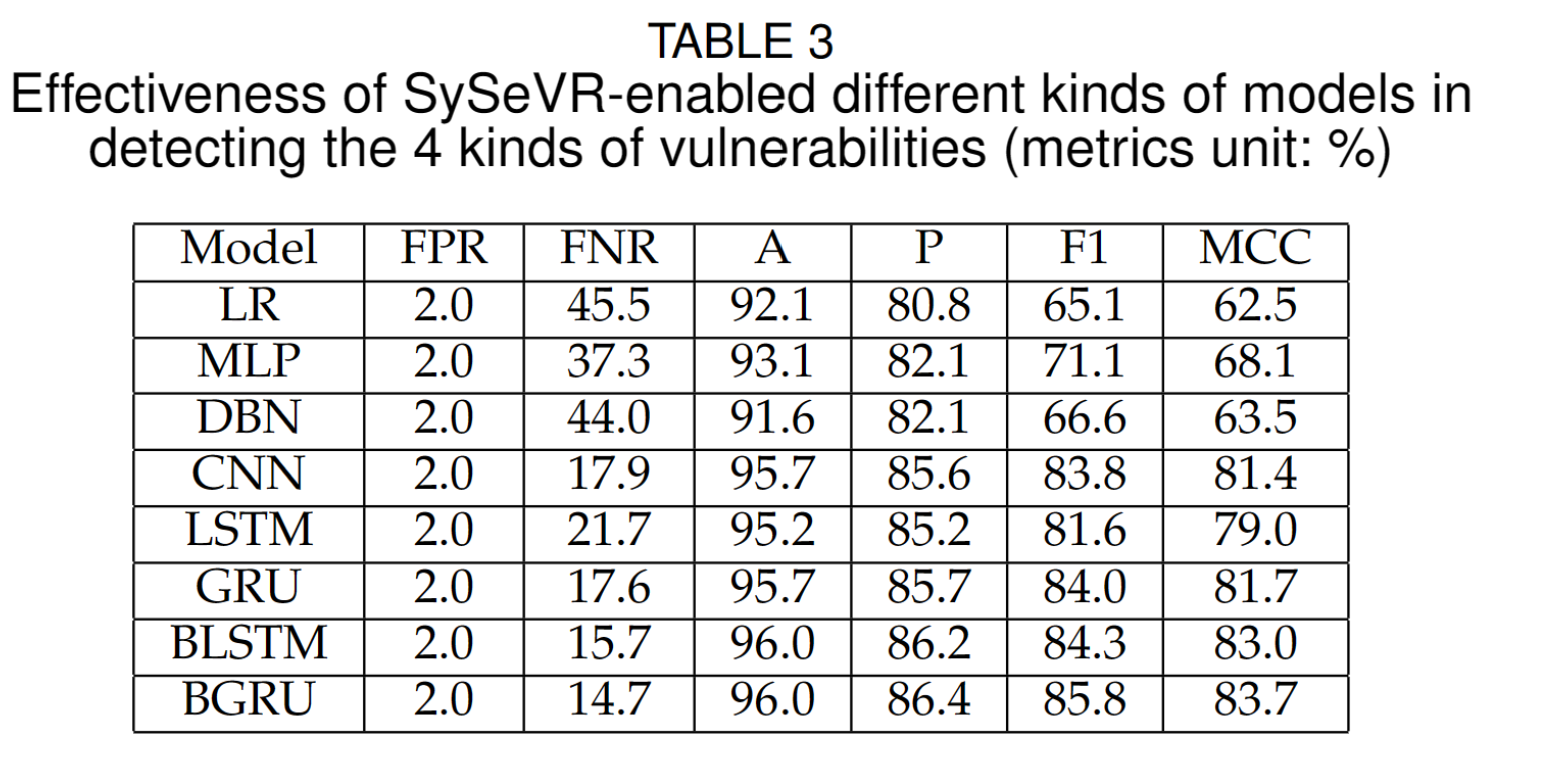 TABLE 3
Effectiveness of SySeVR-enabled different kinds of models in
detecting the 4 kinds of vulnerabilities (metrics unit: %)
Model FPR FNR A P F1 MCC
LR 2.0 45.5 92.1 80.8 65.1 62.5
MLP 2.0 37.3 93.1 82.1 71.1 68.1
DBN 2.0 44.0 91.6 82.1 66.6 63.5
CNN 2.0 17.9 95.7 85.6 83.8 81.4
LSTM 2.0 21.7 95.2 85.2 81.6 79.0
GRU 2.0 17.6 95.7 85.7 84.0 81.7
BLSTM 2.0 15.7 96.0 86.2 84.3 83.0
BGRU 2.0 14.7 96.0 86.4 85.8 83.7